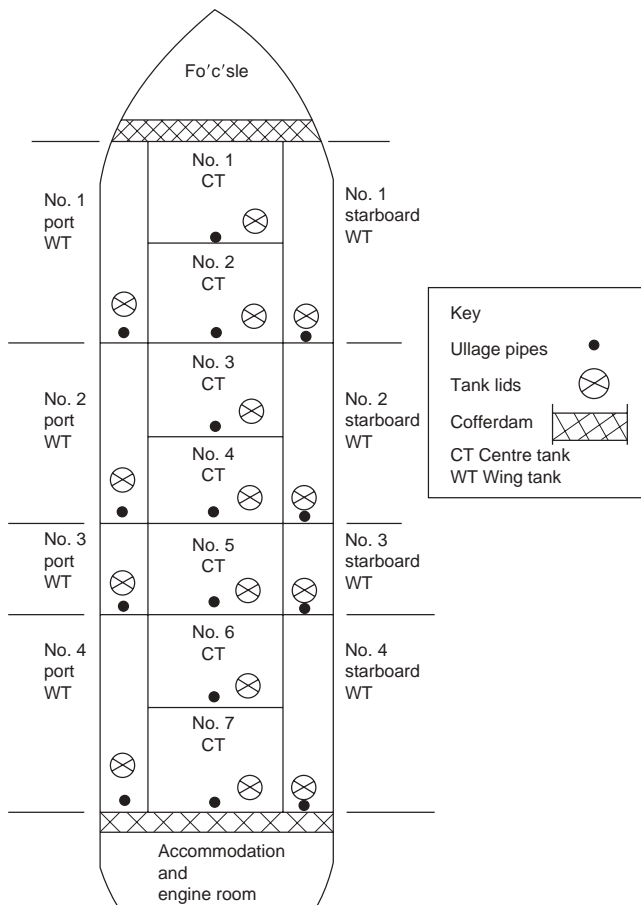 Fo'c'sle
No. 1
CT
No. 1
port
WT
No. 1
starboard
WT
No. 2
CT
Key
Ullage pipes
Tank lids
Cofferdam
CT Centre tank
WT Wing tank
No. 3
CT
No. 2
port
WT
No. 2
starboard
WT
No. 4
CT
No. 3
port
WT
No. 5
CT
No. 3
starboard
WT
No. 4
port
WT
No. 6
CT
No. 4
starboard
WT
No. 7
CT
Accommodation
and
engine room